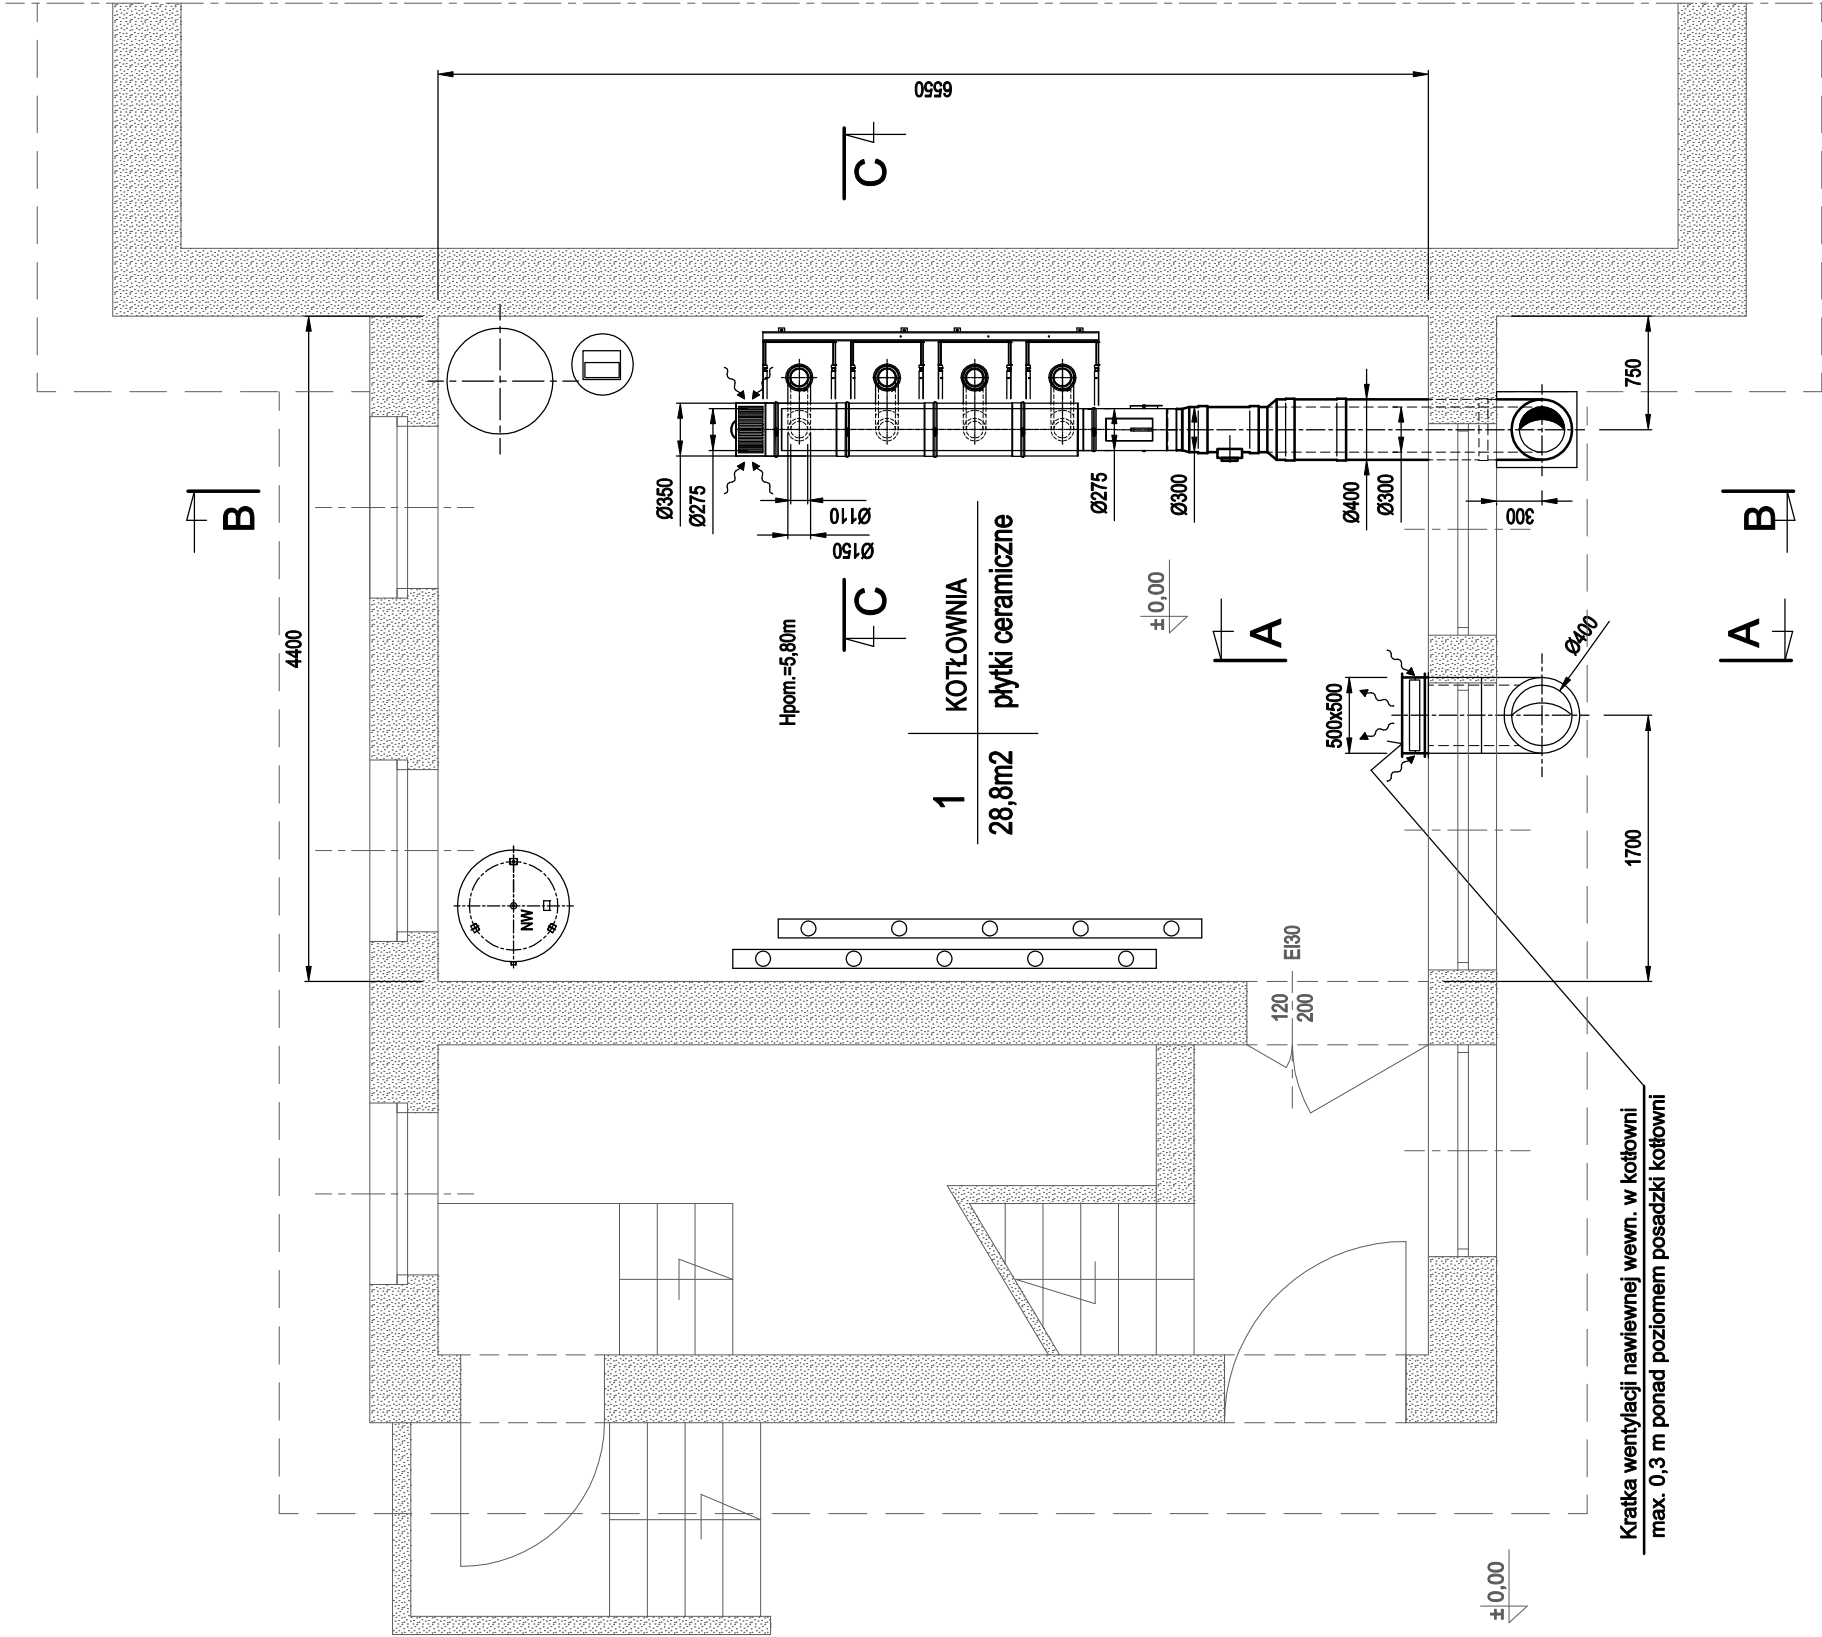 6550
C
4400
B
750
Ø350
Ø275
Ø110
Ø150
Ø275
Ø300
Ø400
Ø300
300
B
C
Hpom.=5,80m
1
KOTŁOWNIA
28,8m2
płytki ceramiczne
±0,00
A
A
500x500
Ø400
1700
NW
EI30
120
200
Kratka wentylacji nawiewnej wewn. w kotłowni
max. 0,3 m ponad poziomem posadzki kotłowni
±0,00